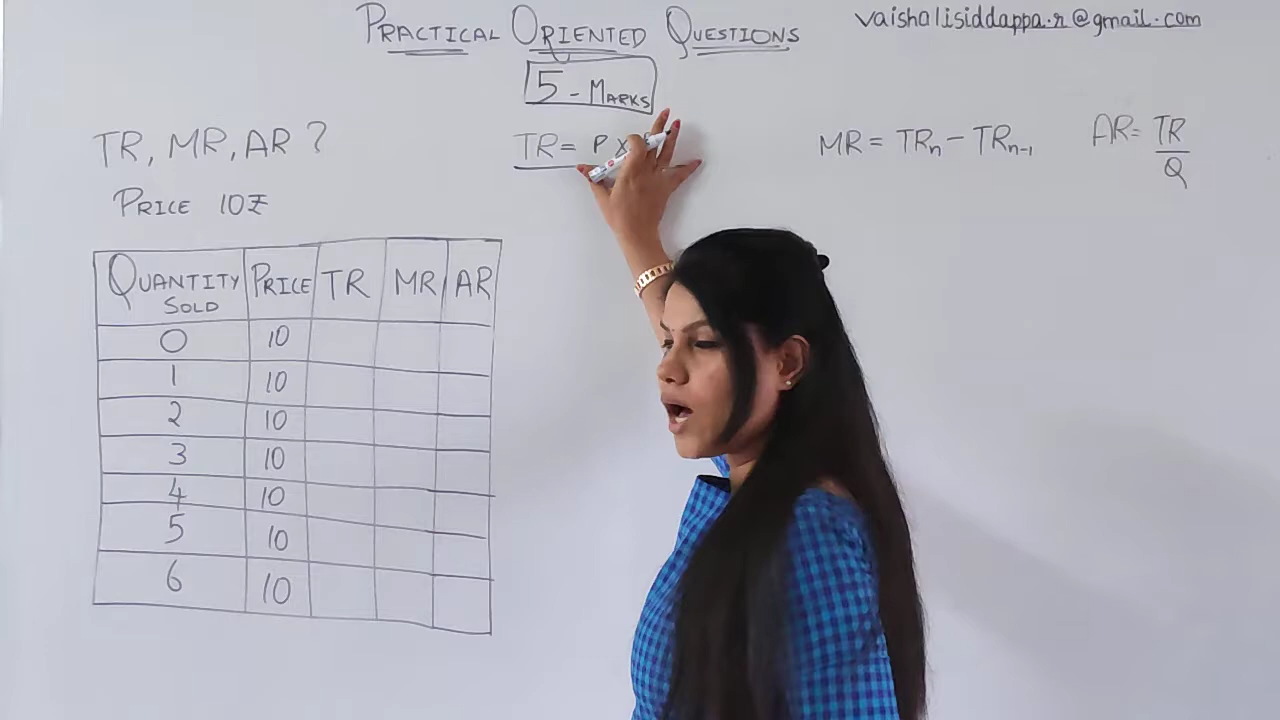 PRACTICAL ORIENTED QUESTIONS
vaishalisiddappa.r@gmail.com
5 - MARKS
TR, MR, AR ?
TR = P X
MR = TRn - TRn-1
AR = TR
Q
PRICE 10₹
QUANTITY SOLD PRICE TR MR AR
0 10
1 10
2 10
3 10
4 10
5 10
6 10